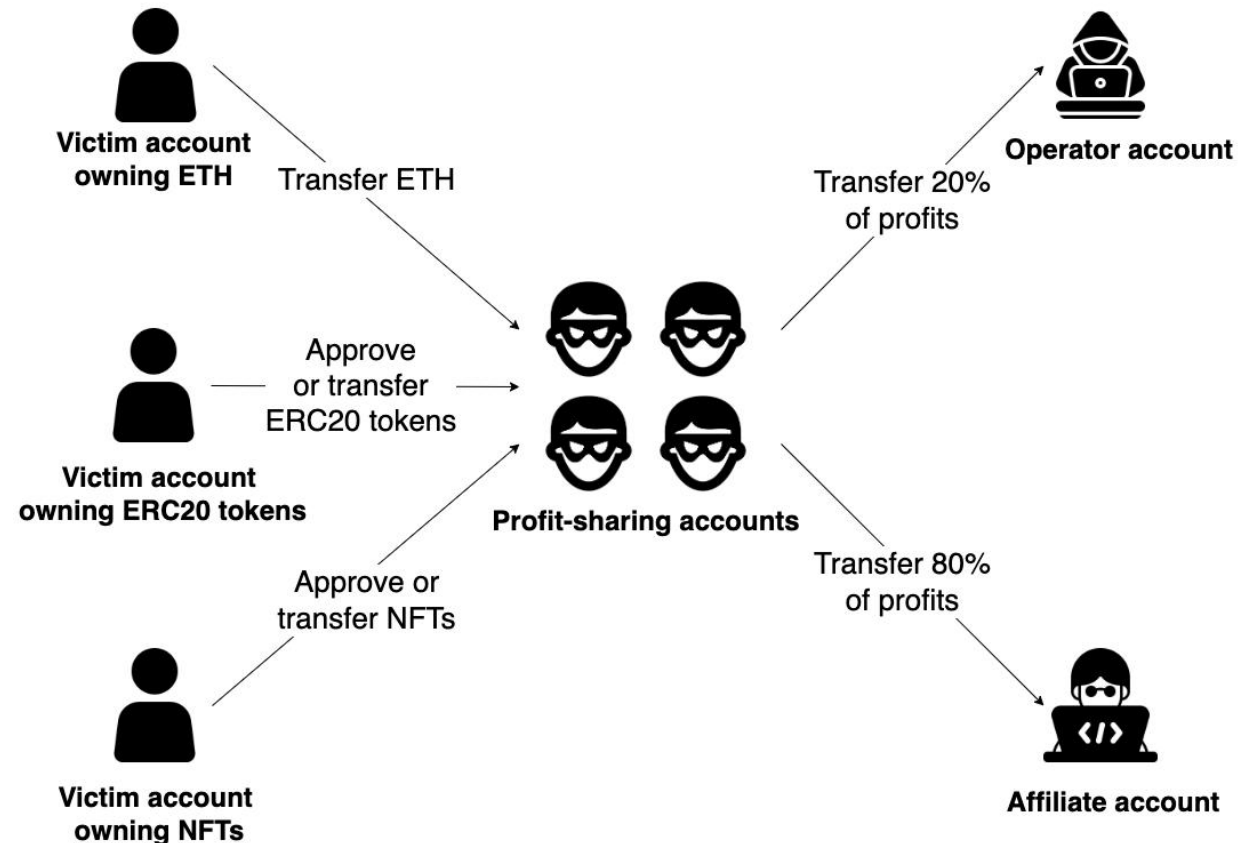 Victim account
owning ETH
Transfer ETH
Transfer 20%
of profits
Operator account
Approve
or transfer
ERC20 tokens
Victim account
owning ERC20 tokens
Profit-sharing accounts
Approve or
transfer NFTs
Transfer 80%
of profits
</>
Victim account
owning NFTs
Affiliate account